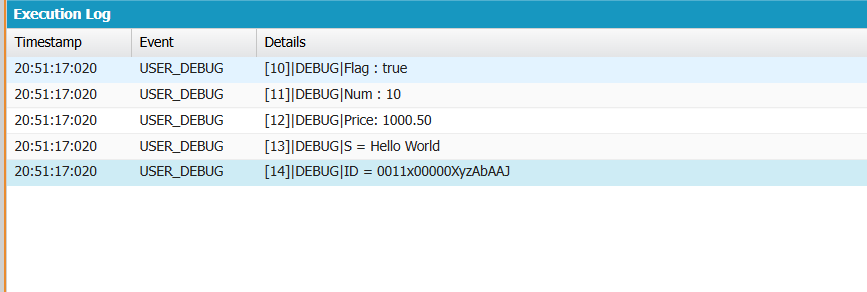 Execution Log
Timestamp Event Details
20:51:17:020 USER_DEBUG [10]|DEBUG|Flag : true
20:51:17:020 USER_DEBUG [11]|DEBUG|Num : 10
20:51:17:020 USER_DEBUG [12]|DEBUG|Price: 1000.50
20:51:17:020 USER_DEBUG [13]|DEBUG|S = Hello World
20:51:17:020 USER_DEBUG [14]|DEBUG|ID = 0011x00000XyzAbAAJ